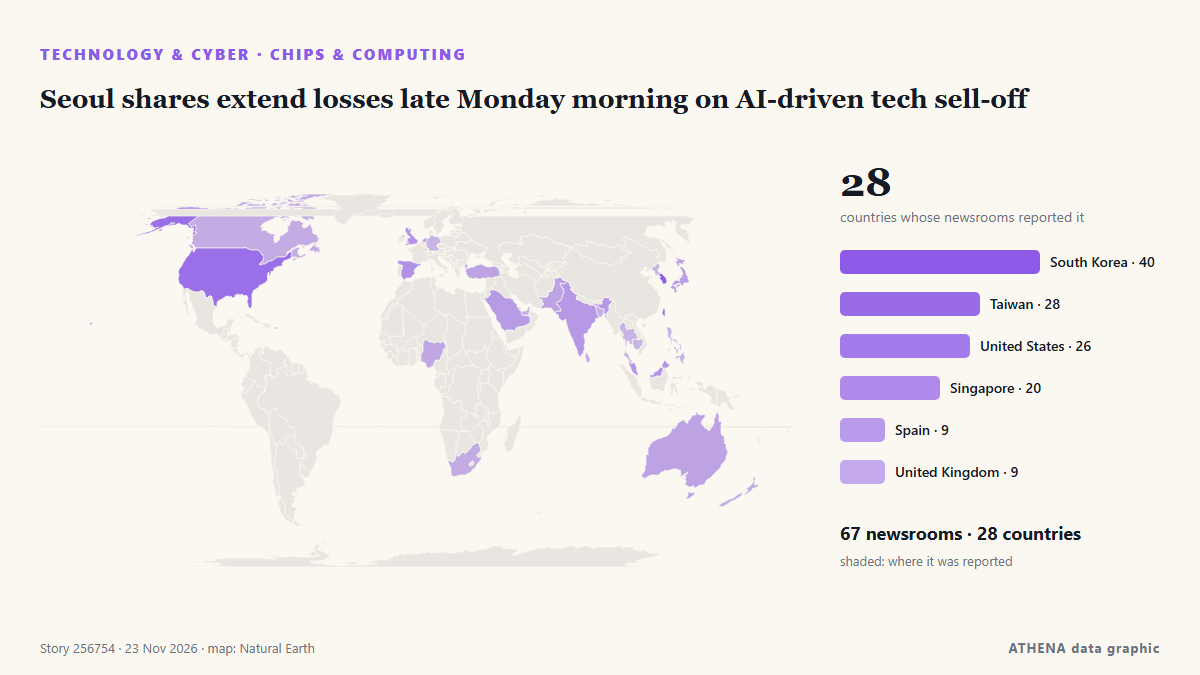 TECHNOLOGY & CYBER · CHIPS & COMPUTING
Seoul shares extend losses late Monday morning on AI-driven tech sell-off
28
countries whose newsrooms reported it
South Korea · 40
Taiwan · 28
United States · 26
Singapore · 20
Spain · 9
United Kingdom · 9
67 newsrooms · 28 countries
shaded: where it was reported
Story 256754 · 23 Nov 2026 · map: Natural Earth
ATHENA data graphic